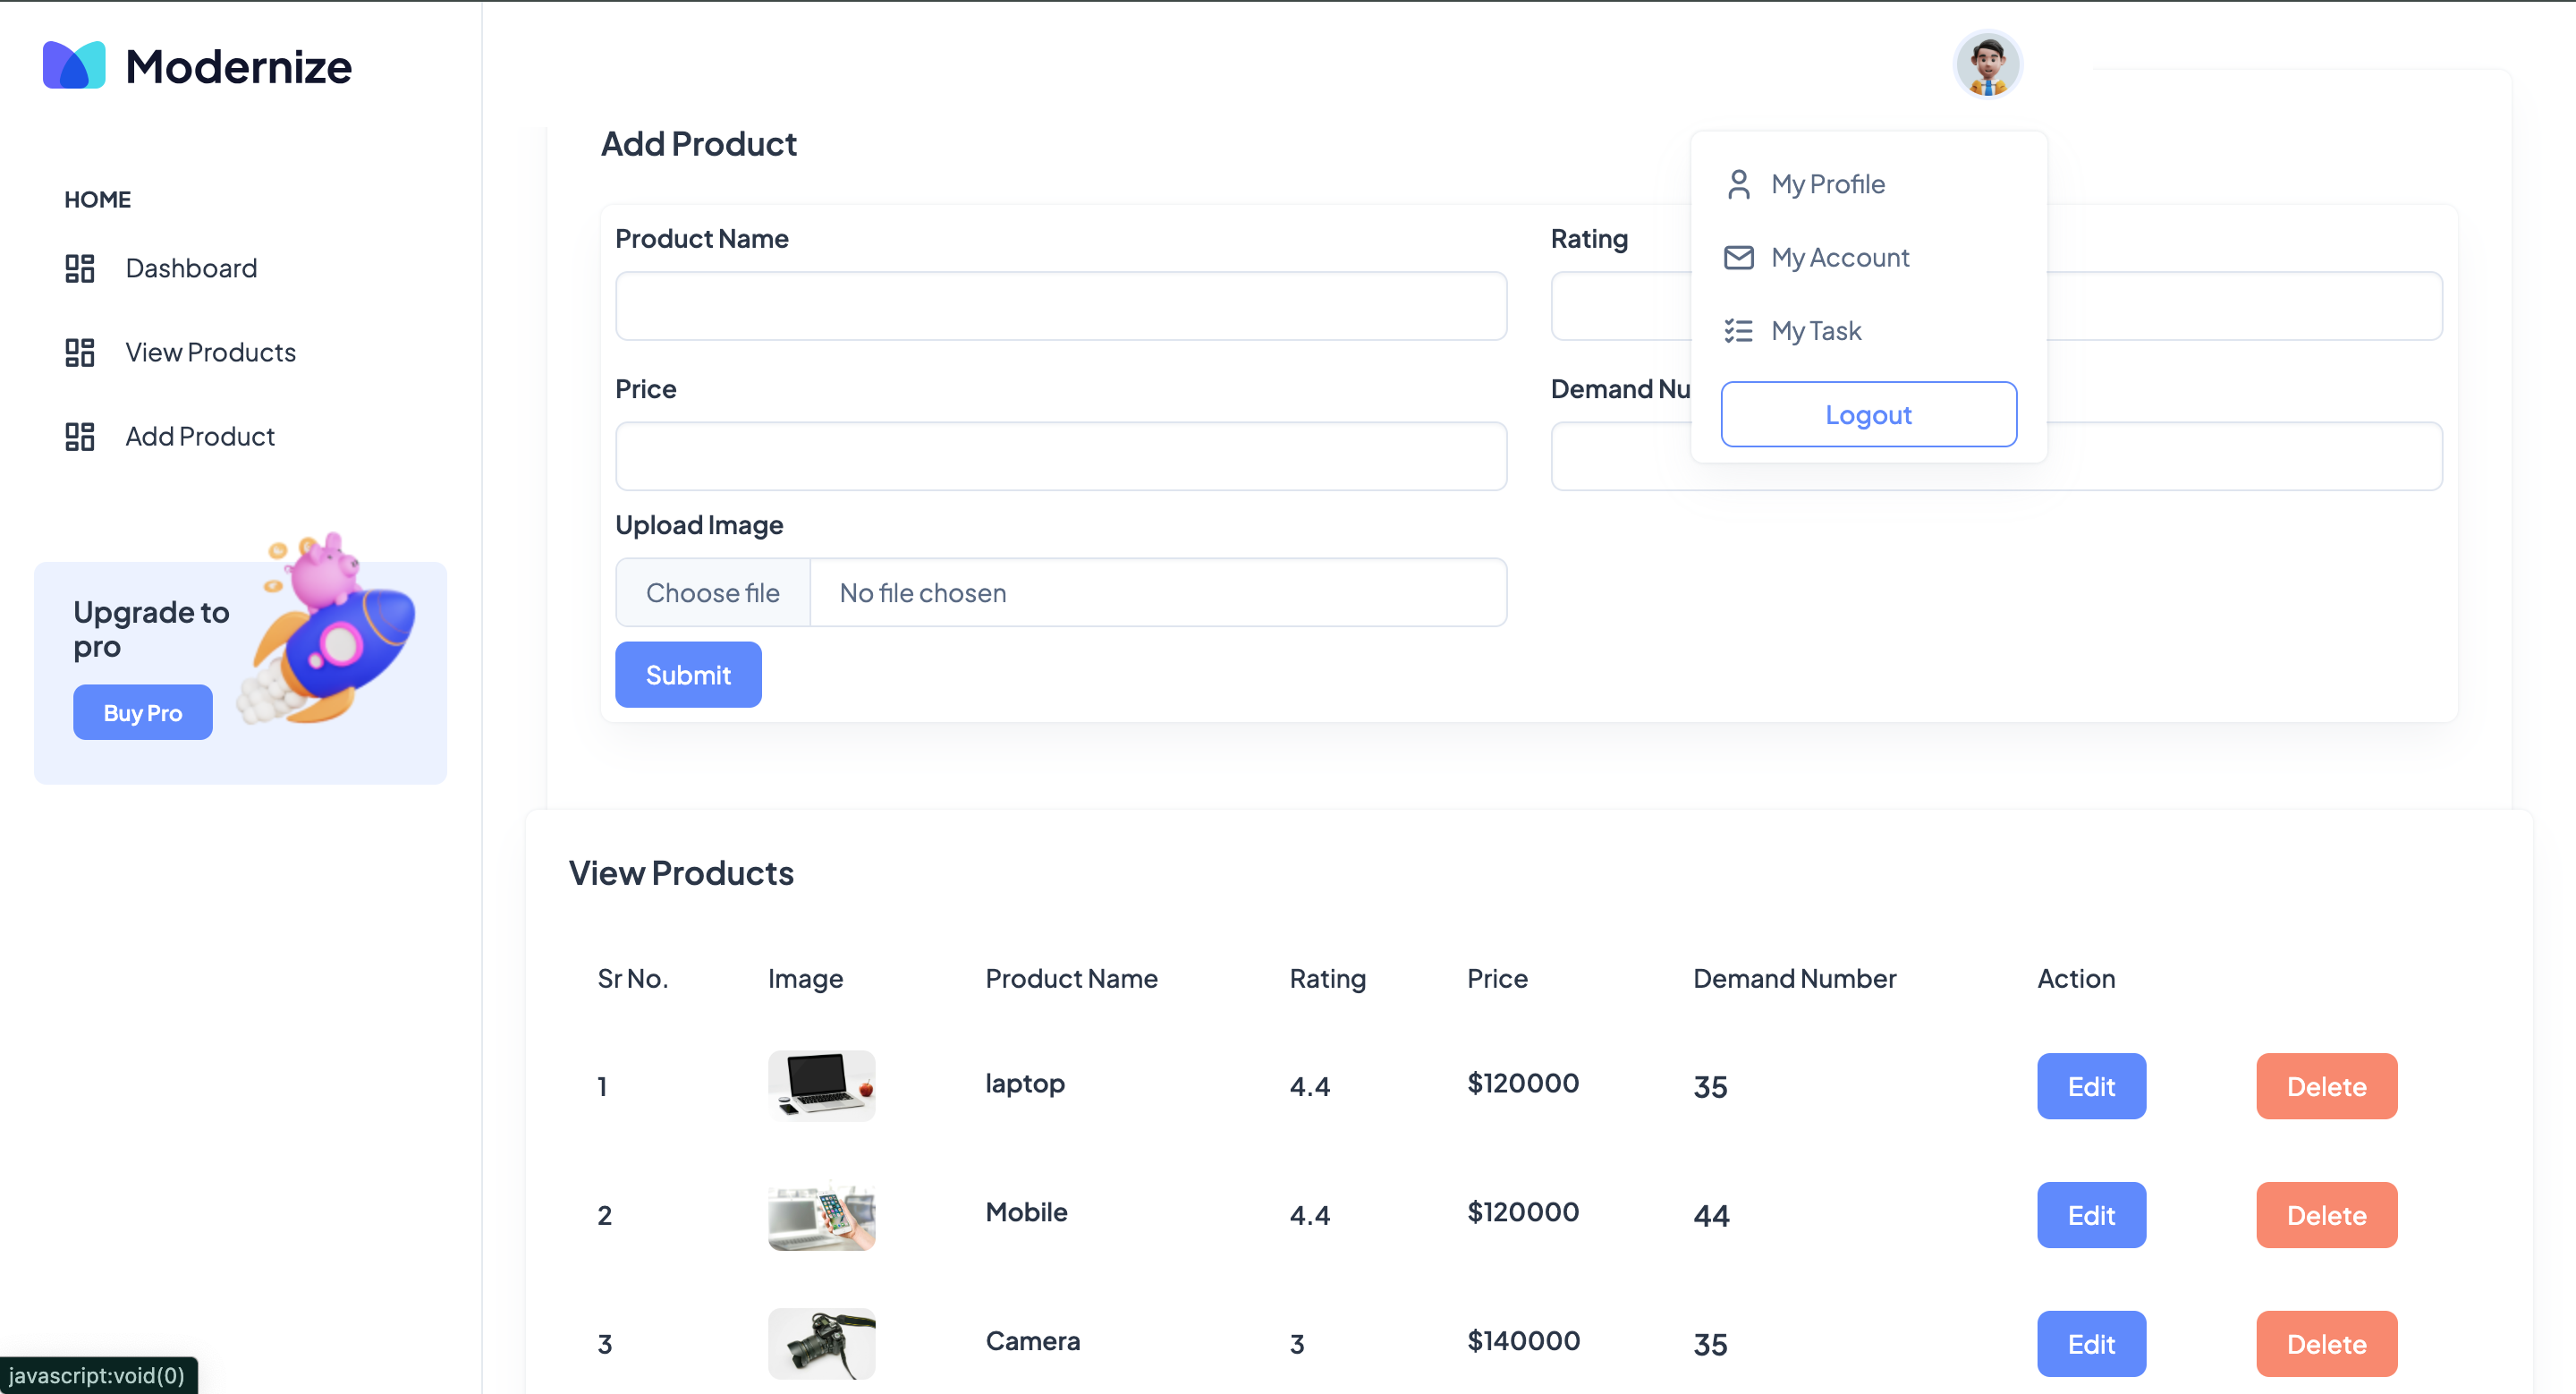 Modernize
HOME
Dashboard
View Products
Add Product
Upgrade to
pro
Buy Pro
My Profile
My Account
My Task
Logout
Add Product
Product Name
Rating
Price
Demand Nu
Upload Image
Choose file No file chosen
Submit
View Products
Sr No. Image Product Name Rating Price Demand Number Action
1 laptop 4.4 $120000 35 Edit Delete
2 Mobile 4.4 $120000 44 Edit Delete
3 Camera 3 $140000 35 Edit Delete
javascript:void(0)